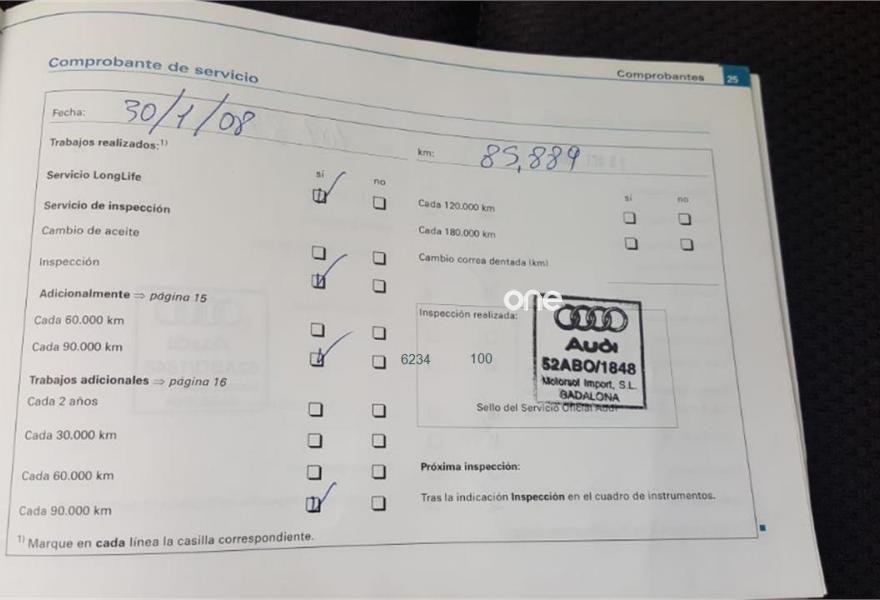 Comprobante de servicio
Comprobantes 25
Fecha: 30/1/08
Trabajos realizados:1)
sí no
Servicio LongLife
Servicio de inspección
Cambio de aceite
Inspección
Adicionalmente ⇒ página 15
Cada 60.000 km
Cada 90.000 km
Trabajos adicionales ⇒ página 16
Cada 2 años
Cada 30.000 km
Cada 60.000 km
Cada 90.000 km
1) Marque en cada línea la casilla correspondiente.
km: 85,889
sí no
Cada 120.000 km
Cada 180.000 km
Cambio correa dentada (km)
one
Inspección realizada:
Audi
52ABO/1848
Motorsol Import, S.L.
BADALONA
6234 100
Sello del Servicio Oficial Audi
Próxima inspección:
Tras la indicación Inspección en el cuadro de instrumentos.